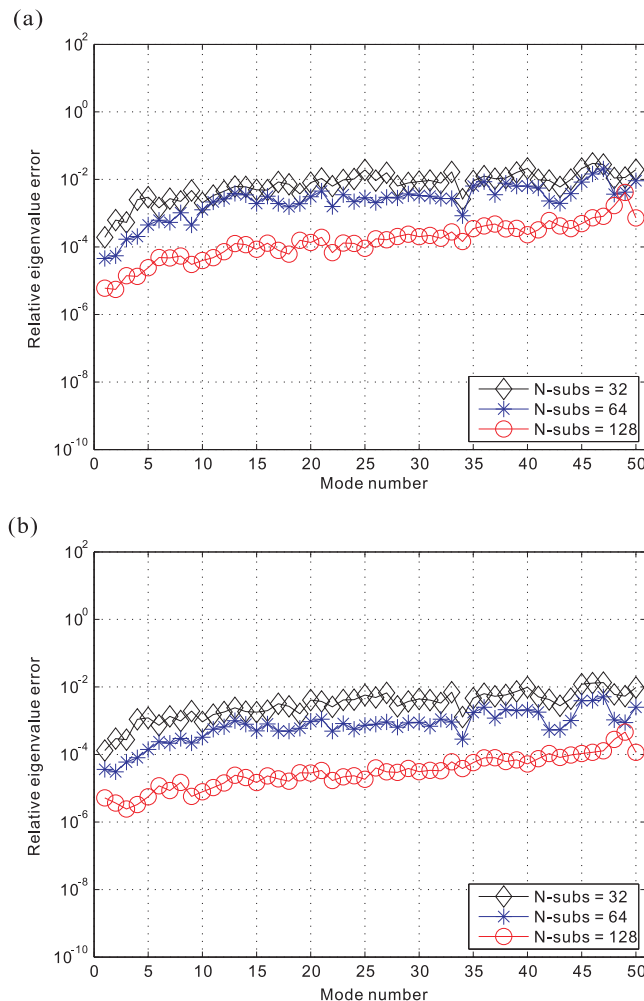 (a)
10^2
10^0
10^-2
10^-4
10^-6
10^-8
10^-10
Relative eigenvalue error
0 5 10 15 20 25 30 35 40 45 50
Mode number
N-subs = 32
N-subs = 64
N-subs = 128
(b)
10^2
10^0
10^-2
10^-4
10^-6
10^-8
10^-10
Relative eigenvalue error
0 5 10 15 20 25 30 35 40 45 50
Mode number
N-subs = 32
N-subs = 64
N-subs = 128